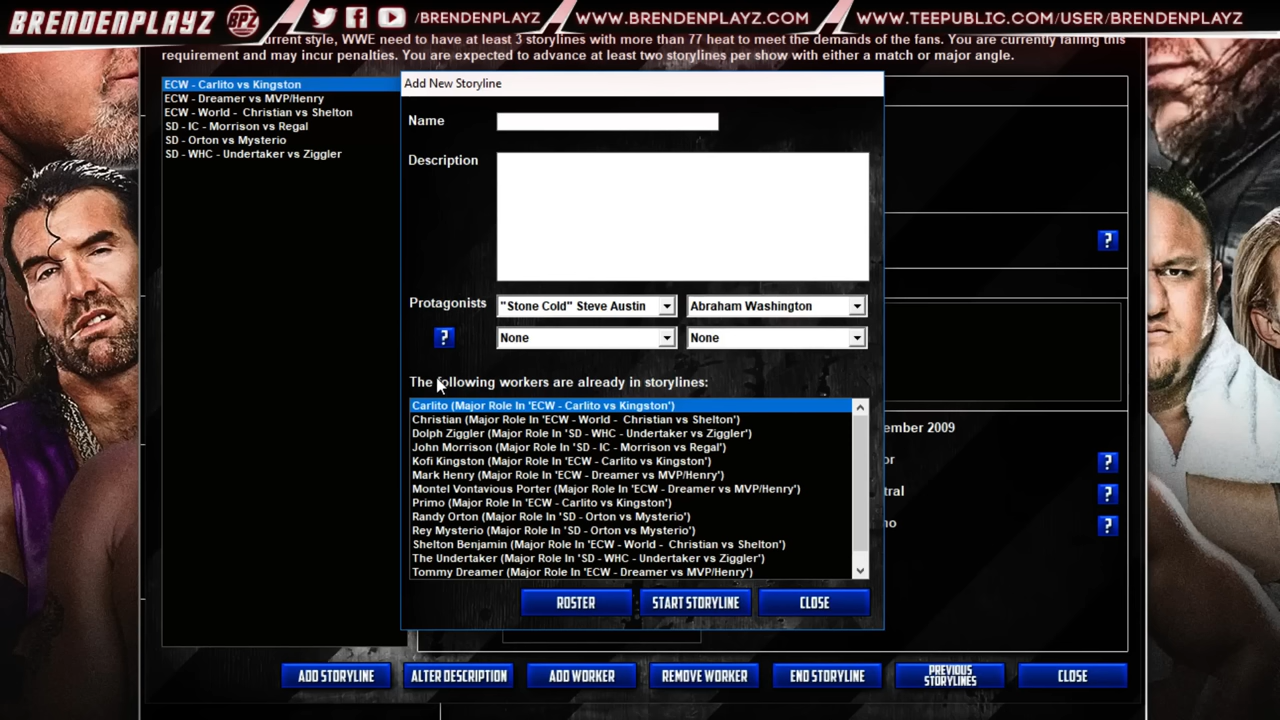 BRENDENPLAYZ BPZ /BRENDENPLAYZ WWW.BRENDENPLAYZ.COM WWW.TEEPUBLIC.COM/USER/BRENDENPLAYZ
urrent style, WWE need to have at least 3 storylines with more than 77 heat to meet the demands of the fans. You are currently failing this
requirement and may incur penalties. You are expected to advance at least two storylines per show with either a match or major angle.
ECW - Carlito vs Kingston
ECW - Dreamer vs MVP/Henry
ECW - World -  Christian vs Shelton
SD - IC - Morrison vs Regal
SD - Orton vs Mysterio
SD - WHC - Undertaker vs Ziggler
Add New Storyline
Name
Description
Protagonists
"Stone Cold" Steve Austin
Abraham Washington
?
None
None
The following workers are already in storylines:
Carlito (Major Role In 'ECW - Carlito vs Kingston')
Christian (Major Role In 'ECW - World -  Christian vs Shelton')
Dolph Ziggler (Major Role In 'SD - WHC - Undertaker vs Ziggler')
John Morrison (Major Role In 'SD - IC - Morrison vs Regal')
Kofi Kingston (Major Role In 'ECW - Carlito vs Kingston')
Mark Henry (Major Role In 'ECW - Dreamer vs MVP/Henry')
Montel Vontavious Porter (Major Role In 'ECW - Dreamer vs MVP/Henry')
Primo (Major Role In 'ECW - Carlito vs Kingston')
Randy Orton (Major Role In 'SD - Orton vs Mysterio')
Rey Mysterio (Major Role In 'SD - Orton vs Mysterio')
Shelton Benjamin (Major Role In 'ECW - World -  Christian vs Shelton')
The Undertaker (Major Role In 'SD - WHC - Undertaker vs Ziggler')
Tommy Dreamer (Major Role In 'ECW - Dreamer vs MVP/Henry')
ROSTER
START STORYLINE
CLOSE
?
ember 2009
or
?
tral
?
no
?
ADD STORYLINE
ALTER DESCRIPTION
ADD WORKER
REMOVE WORKER
END STORYLINE
PREVIOUS
STORYLINES
CLOSE